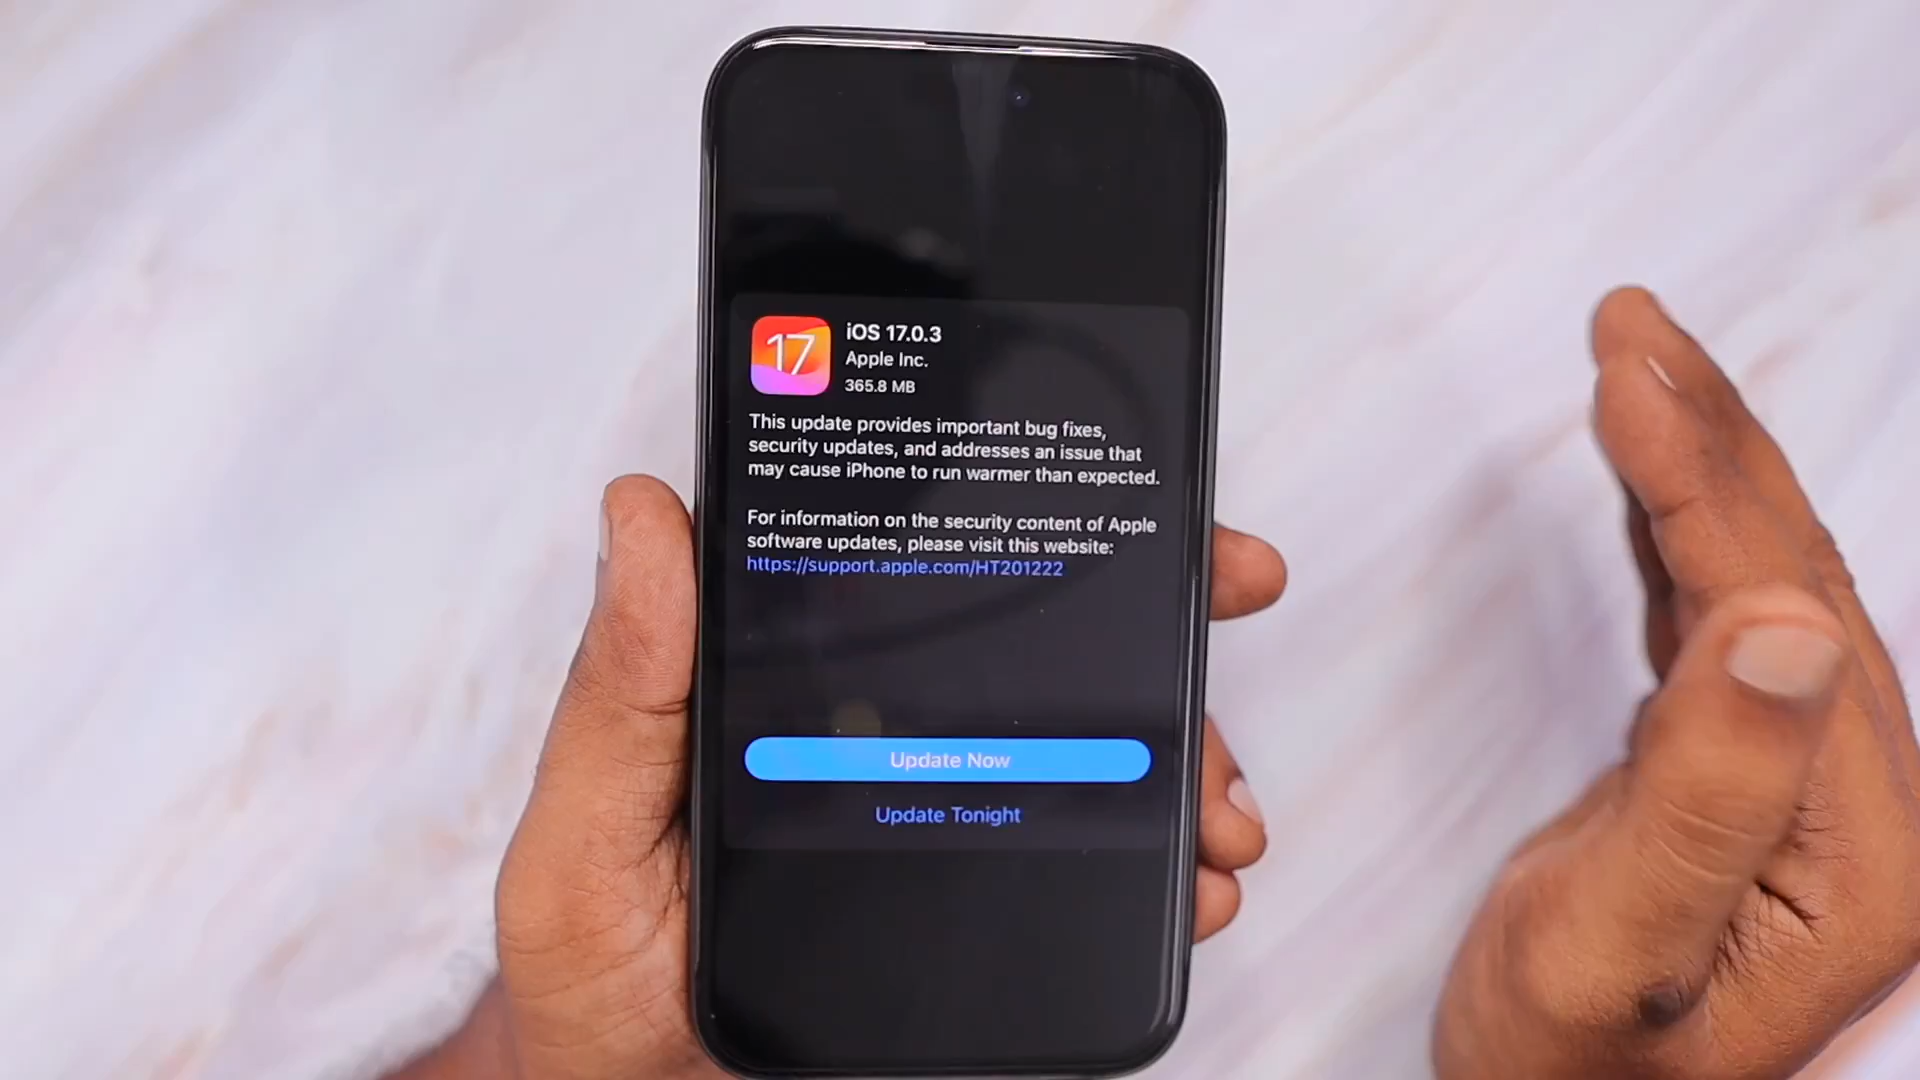 17
iOS 17.0.3
Apple Inc.
365.8 MB
This update provides important bug fixes,
security updates, and addresses an issue that
may cause iPhone to run warmer than expected.
For information on the security content of Apple
software updates, please visit this website:
https://support.apple.com/HT201222
Update Now
Update Tonight